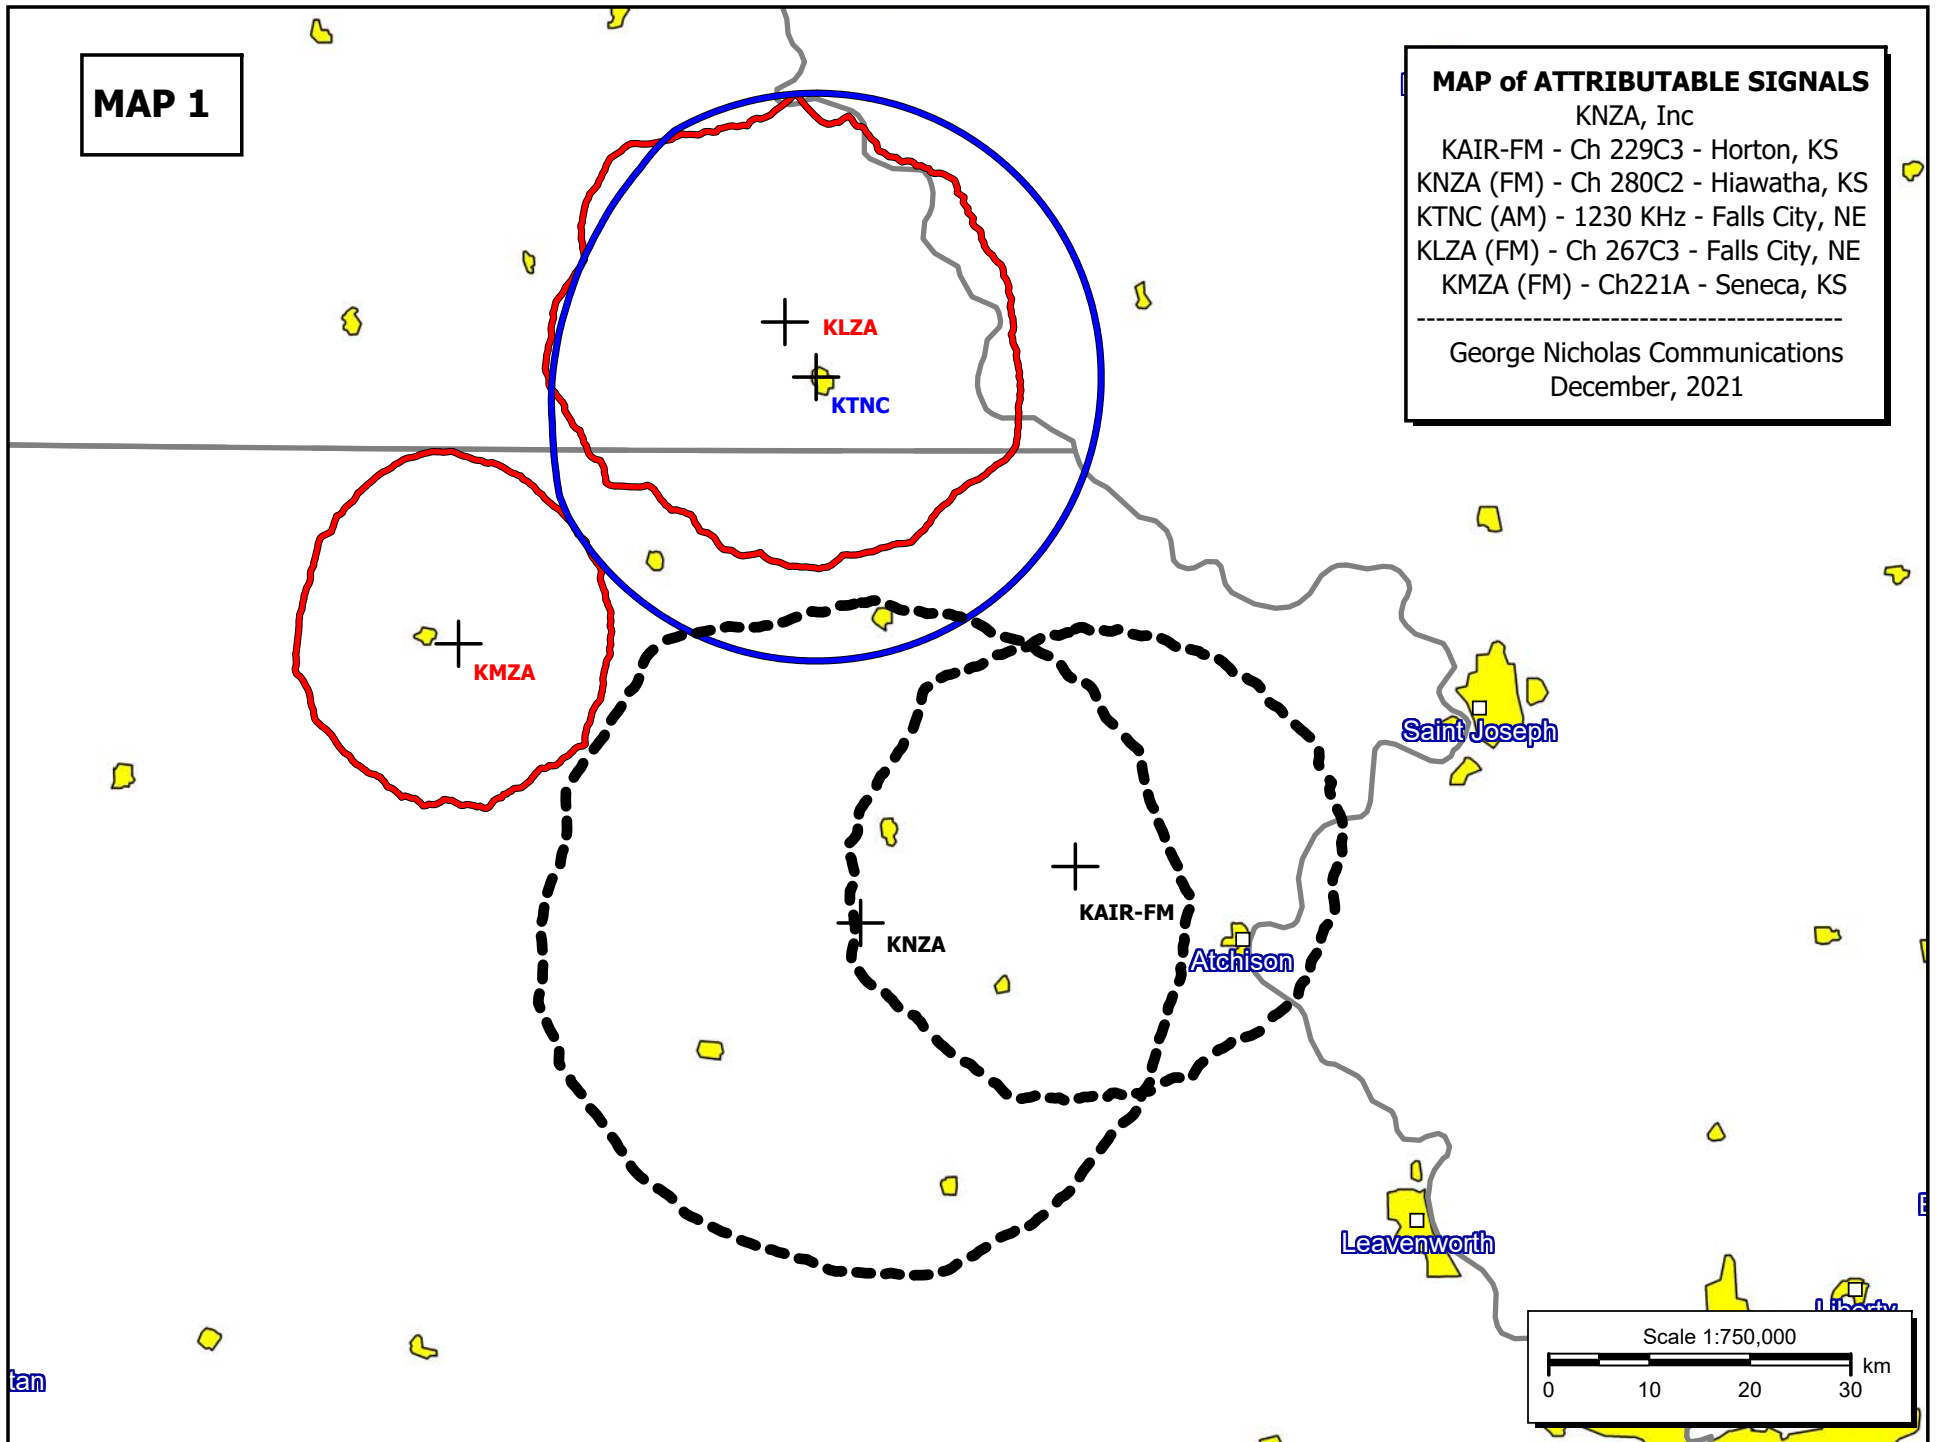 MAP 1
MAP of ATTRIBUTABLE SIGNALS
KNZA, Inc
KAIR-FM - Ch 229C3 - Horton, KS
KNZA (FM) - Ch 280C2 - Hiawatha, KS
KTNC (AM) - 1230 KHz - Falls City, NE
KLZA (FM) - Ch 267C3 - Falls City, NE
KMZA (FM) - Ch221A - Seneca, KS
--------------------------------------------
George Nicholas Communications
December, 2021
KLZA
KTNC
KMZA
Saint Joseph
KAIR-FM
KNZA
Atchison
Leavenworth
Liberty
Scale 1:750,000
km
0 10 20 30
tan